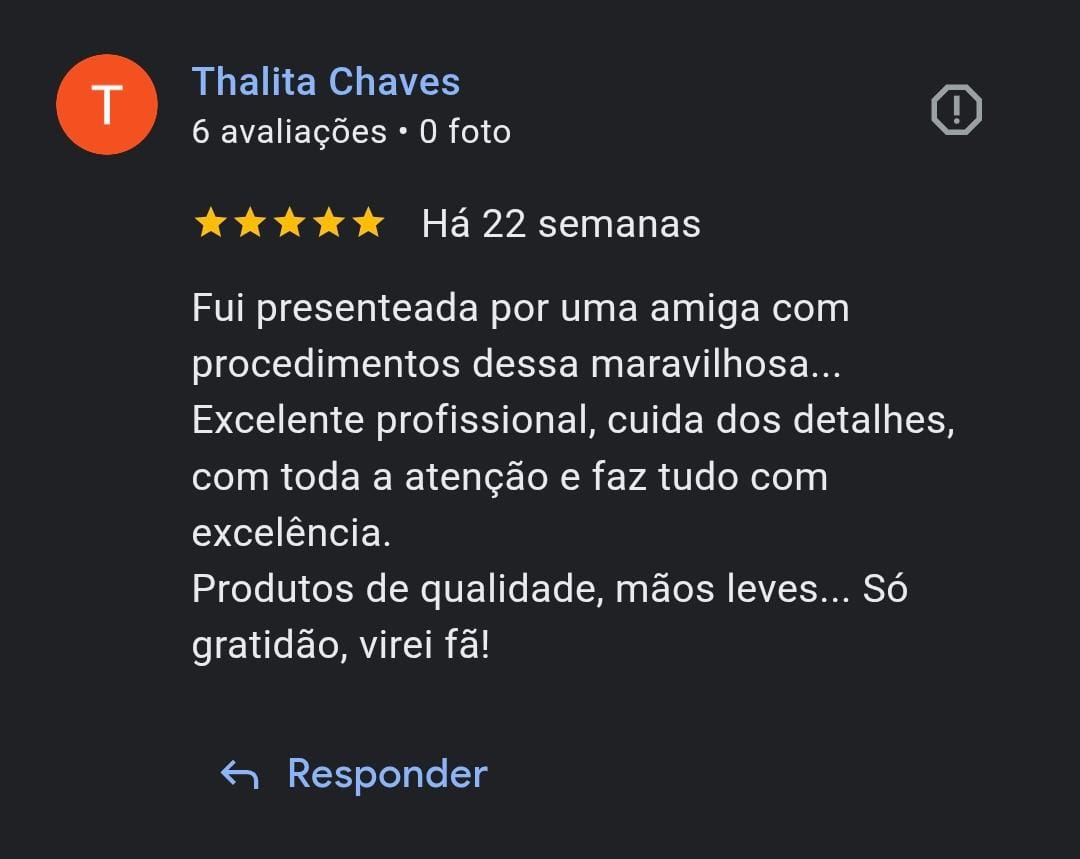 T
Thalita Chaves
6 avaliações • 0 foto
Há 22 semanas
Fui presenteada por uma amiga com
procedimentos dessa maravilhosa...
Excelente profissional, cuida dos detalhes,
com toda a atenção e faz tudo com
excelência.
Produtos de qualidade, mãos leves... Só
gratidão, virei fã!
Responder